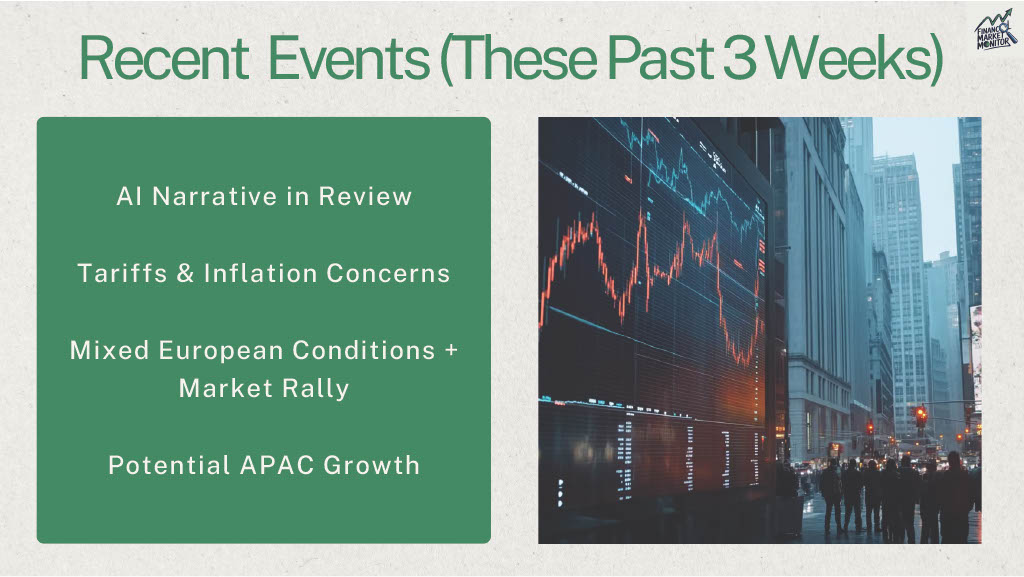 Recent Events (These Past 3 Weeks)
FINANCIAL
MARKET
MONITOR
AI Narrative in Review
Tariffs & Inflation Concerns
Mixed European Conditions +
Market Rally
Potential APAC Growth